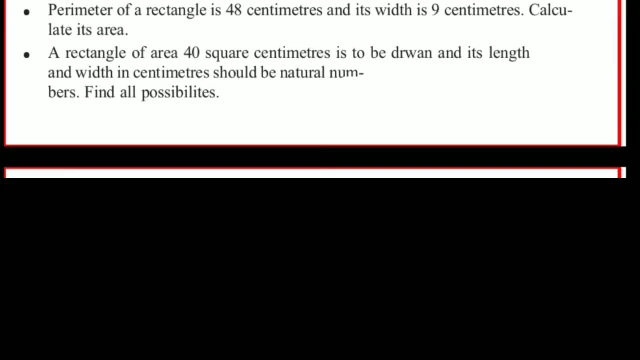 • Perimeter of a rectangle is 48 centimetres and its width is 9 centimetres. Calcu-
late its area.
• A rectangle of area 40 square centimetres is to be drwan and its length
and width in centimetres should be natural num-
bers. Find all possibilites.